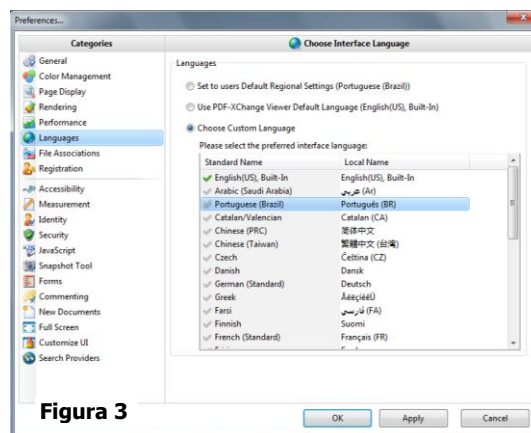 Preferences...
Categories
General
Color Management
Page Display
Rendering
Performance
Languages
File Associations
Registration
Accessibility
Measurement
Identity
Security
JavaScript
Snapshot Tool
Forms
Commenting
New Documents
Full Screen
Customize UI
Search Providers
Choose Interface Language
Languages
Set to users Default Regional Settings (Portuguese (Brazil))
Use PDF-XChange Viewer Default Language (English(US), Built-In)
Choose Custom Language
Please select the preferred interface language:
Standard Name Local Name
English(US), Built-In English(US), Built-In
Arabic (Saudi Arabia) عربي (Ar)
Portuguese (Brazil) Português (BR)
Catalan/Valencian Catalan (CA)
Chinese (PRC) 简体中文
Chinese (Taiwan) 繁體中文 (台灣)
Czech Čeština (CZ)
Danish Dansk
German (Standard) Deutsch
Greek
Farsi فارسي (FA)
Finnish Suomi
French (Standard) Français (FR)
OK Apply Cancel
Figura 3